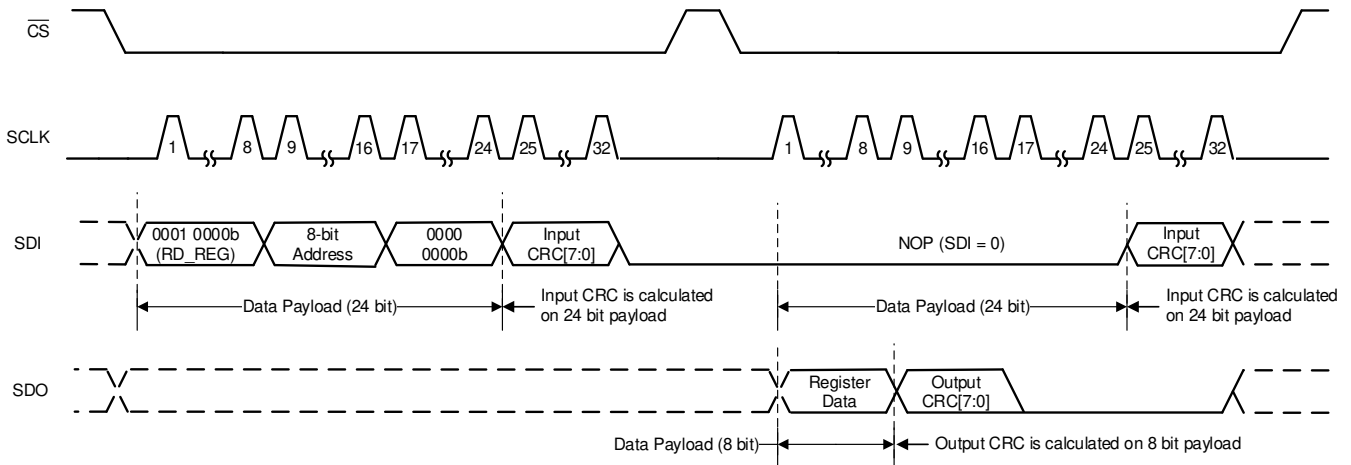 CS
SCLK
1 8 9 16 17 24 25 32 1 8 9 16 17 24 25 32
SDI
0001 0000b
(RD_REG)
8-bit
Address
0000
0000b
Input
CRC[7:0]
NOP (SDI = 0)
Input
CRC[7:0]
Data Payload (24 bit)
Input CRC is calculated
on 24 bit payload
Data Payload (24 bit)
Input CRC is calculated
on 24 bit payload
SDO
Register
Data
Output
CRC[7:0]
Data Payload (8 bit)
Output CRC is calculated on 8 bit payload